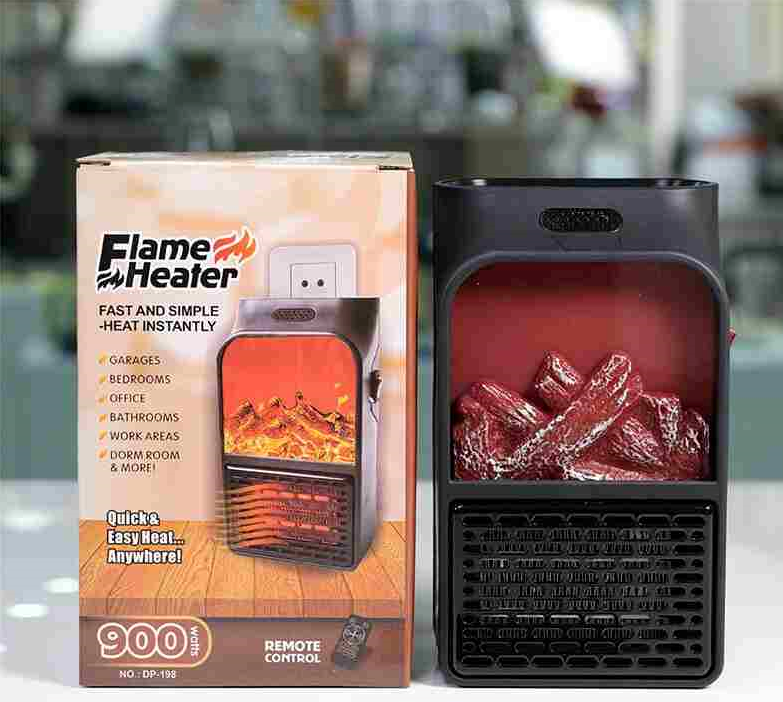 Flame
Heater
FAST AND SIMPLE
-HEAT INSTANTLY
GARAGES
BEDROOMS
OFFICE
BATHROOMS
WORK AREAS
DORM ROOM
& MORE!
Quick &
Easy Heat...
Anywhere!
900 watts
NO.: DP-198
REMOTE
CONTROL